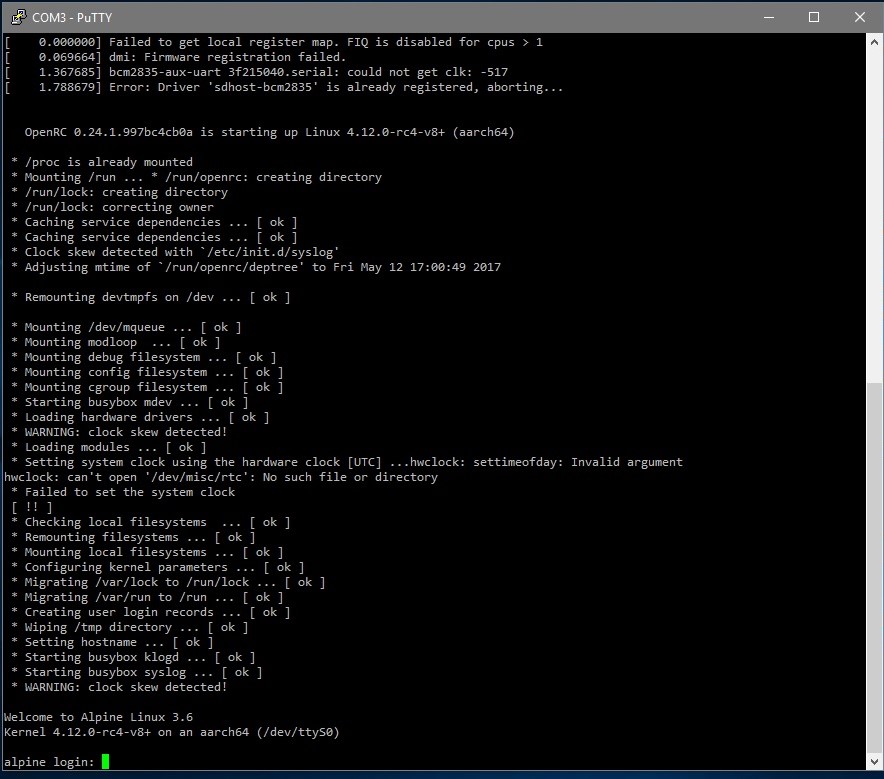 COM3 - PuTTY
[    0.000000] Failed to get local register map. FIQ is disabled for cpus > 1
[    0.069664] dmi: Firmware registration failed.
[    1.367685] bcm2835-aux-uart 3f215040.serial: could not get clk: -517
[    1.788679] Error: Driver 'sdhost-bcm2835' is already registered, aborting...
OpenRC 0.24.1.997bc4cb0a is starting up Linux 4.12.0-rc4-v8+ (aarch64)
* /proc is already mounted
* Mounting /run ... * /run/openrc: creating directory
* /run/lock: creating directory
* /run/lock: correcting owner
* Caching service dependencies ... [ ok ]
* Caching service dependencies ... [ ok ]
* Clock skew detected with `/etc/init.d/syslog'
* Adjusting mtime of `/run/openrc/deptree' to Fri May 12 17:00:49 2017
* Remounting devtmpfs on /dev ... [ ok ]
* Mounting /dev/mqueue ... [ ok ]
* Mounting modloop  ... [ ok ]
* Mounting debug filesystem ... [ ok ]
* Mounting config filesystem ... [ ok ]
* Mounting cgroup filesystem ... [ ok ]
* Starting busybox mdev ... [ ok ]
* Loading hardware drivers ... [ ok ]
* WARNING: clock skew detected!
* Loading modules ... [ ok ]
* Setting system clock using the hardware clock [UTC] ...hwclock: settimeofday: Invalid argument
hwclock: can't open '/dev/misc/rtc': No such file or directory
* Failed to set the system clock
[ !! ]
* Checking local filesystems  ... [ ok ]
* Remounting filesystems ... [ ok ]
* Mounting local filesystems ... [ ok ]
* Configuring kernel parameters ... [ ok ]
* Migrating /var/lock to /run/lock ... [ ok ]
* Migrating /var/run to /run ... [ ok ]
* Creating user login records ... [ ok ]
* Wiping /tmp directory ... [ ok ]
* Setting hostname ... [ ok ]
* Starting busybox klogd ... [ ok ]
* Starting busybox syslog ... [ ok ]
* WARNING: clock skew detected!
Welcome to Alpine Linux 3.6
Kernel 4.12.0-rc4-v8+ on an aarch64 (/dev/ttyS0)
alpine login: